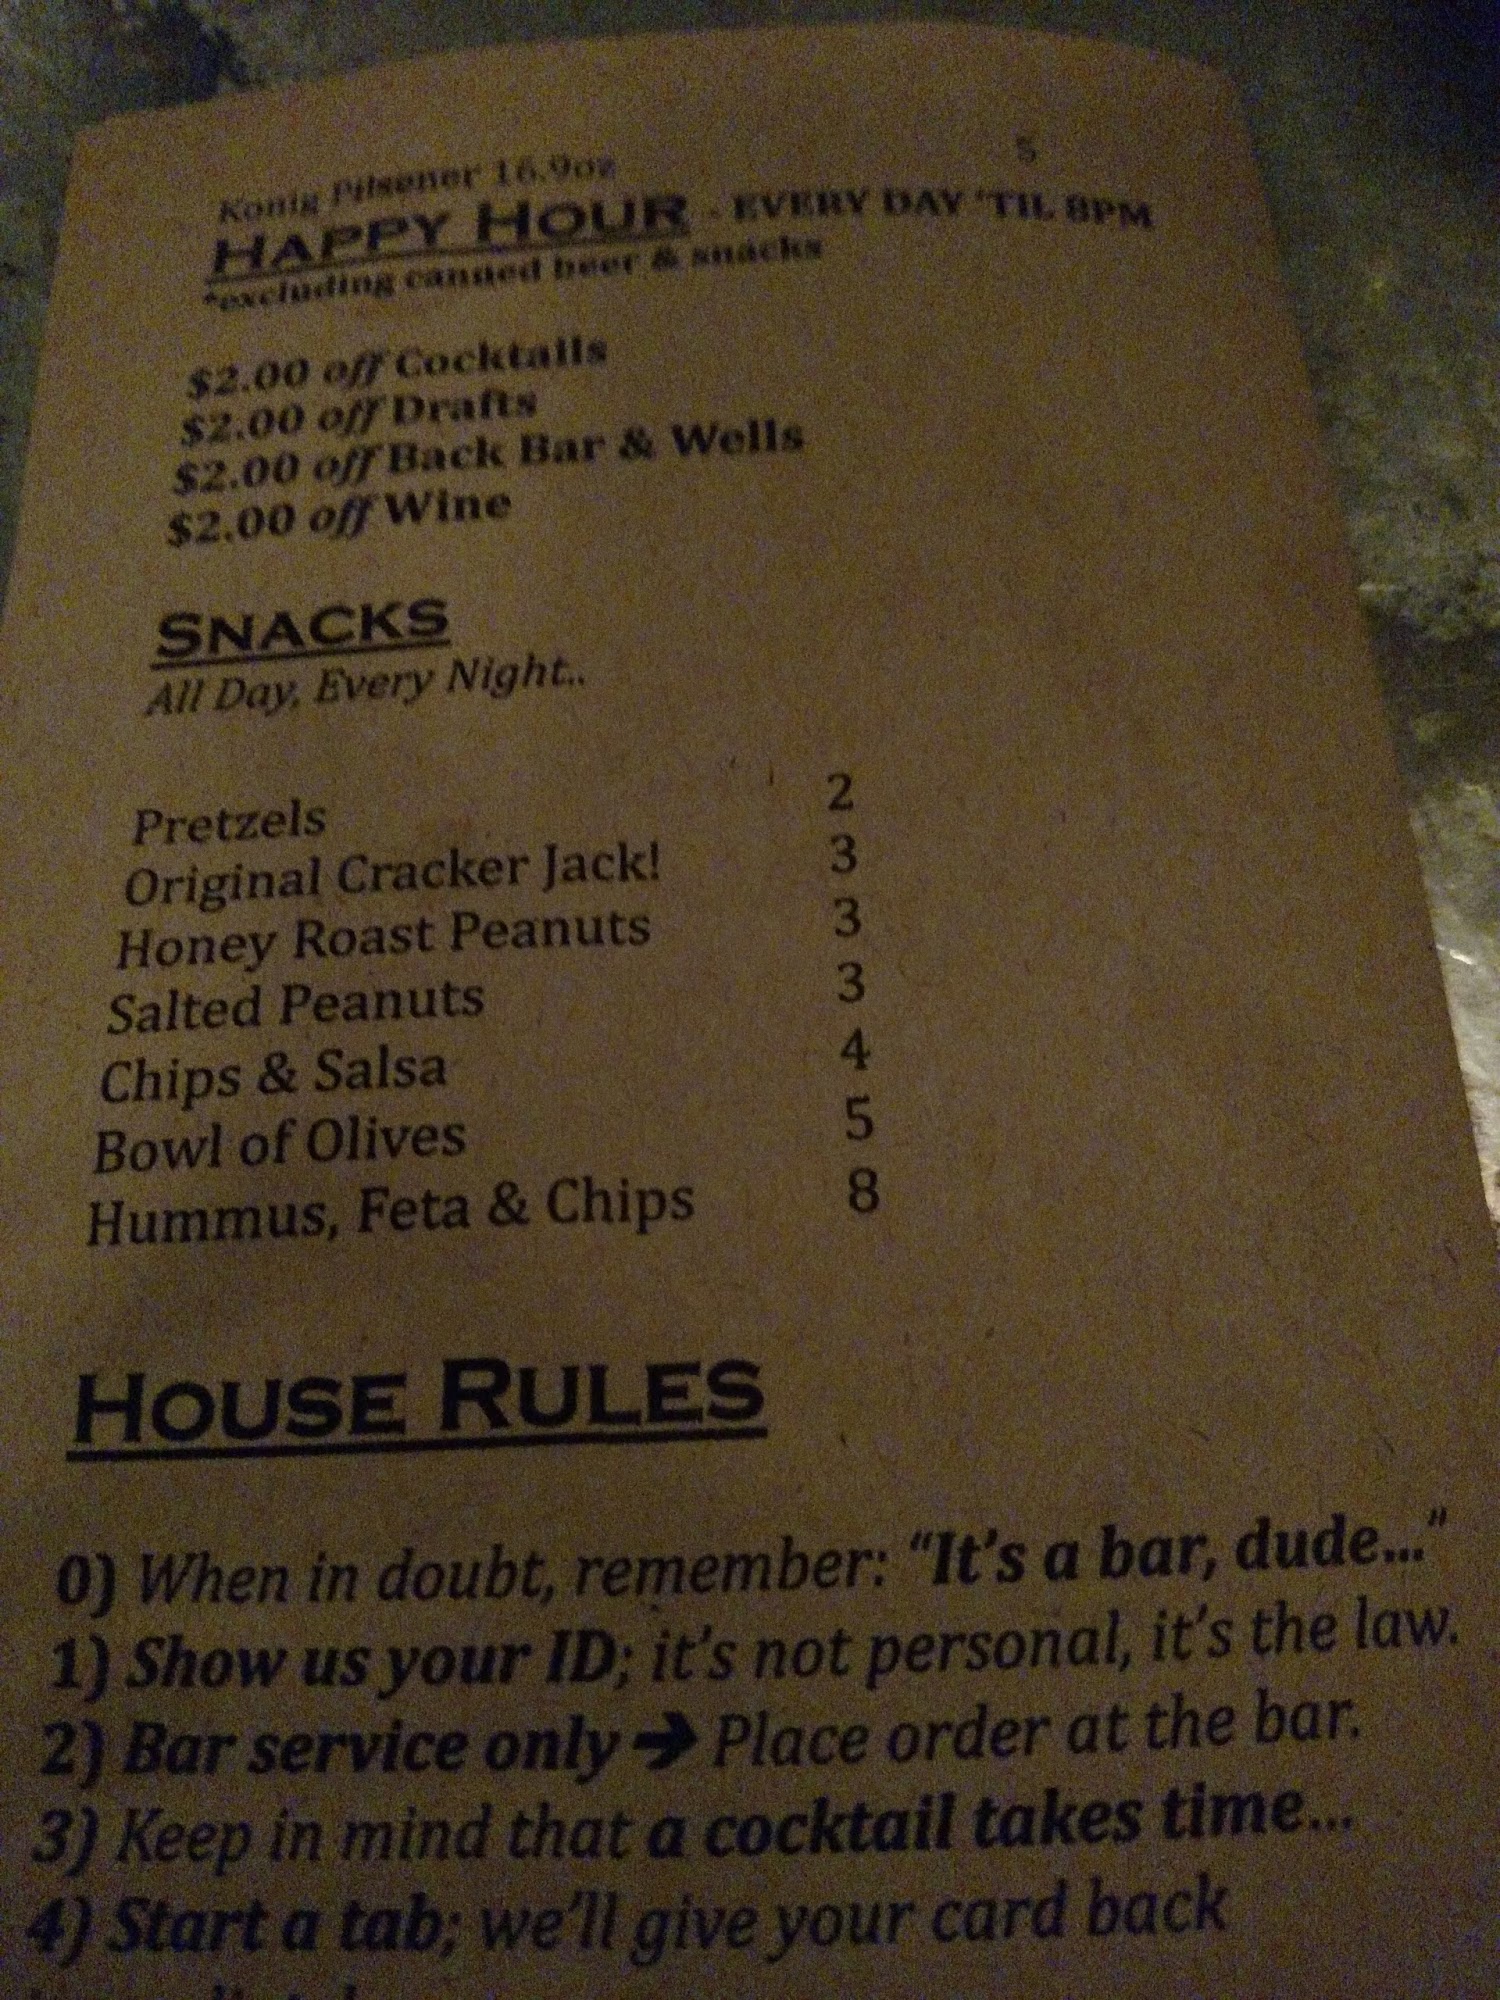 Konig Pilsener 16.9oz 5
HAPPY HOUR - EVERY DAY 'TIL 8PM
*excluding canned beer & snacks
$2.00 off Cocktails
$2.00 off Drafts
$2.00 off Back Bar & Wells
$2.00 off Wine
SNACKS
All Day, Every Night..
Pretzels 2
Original Cracker Jack! 3
Honey Roast Peanuts 3
Salted Peanuts 3
Chips & Salsa 4
Bowl of Olives 5
Hummus, Feta & Chips 8
HOUSE RULES
0) When in doubt, remember: "It's a bar, dude..."
1) Show us your ID; it's not personal, it's the law.
2) Bar service only➔ Place order at the bar.
3) Keep in mind that a cocktail takes time...
4) Start a tab; we'll give your card back